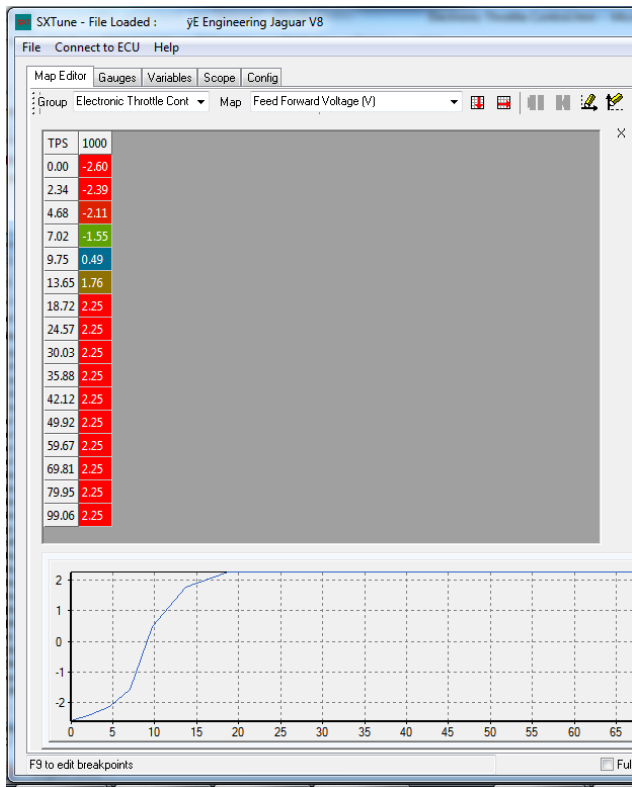 SXTune - File Loaded : ÿE Engineering Jaguar V8
File Connect to ECU Help
Map Editor Gauges Variables Scope Config
Group Electronic Throttle Cont Map Feed Forward Voltage (V)
X
TPS 1000
0.00 -2.60
2.34 -2.39
4.68 -2.11
7.02 -1.55
9.75 0.49
13.65 1.76
18.72 2.25
24.57 2.25
30.03 2.25
35.88 2.25
42.12 2.25
49.92 2.25
59.67 2.25
69.81 2.25
79.95 2.25
99.06 2.25
2
1
0
-1
-2
0 5 10 15 20 25 30 35 40 45 50 55 60 65
F9 to edit breakpoints Ful